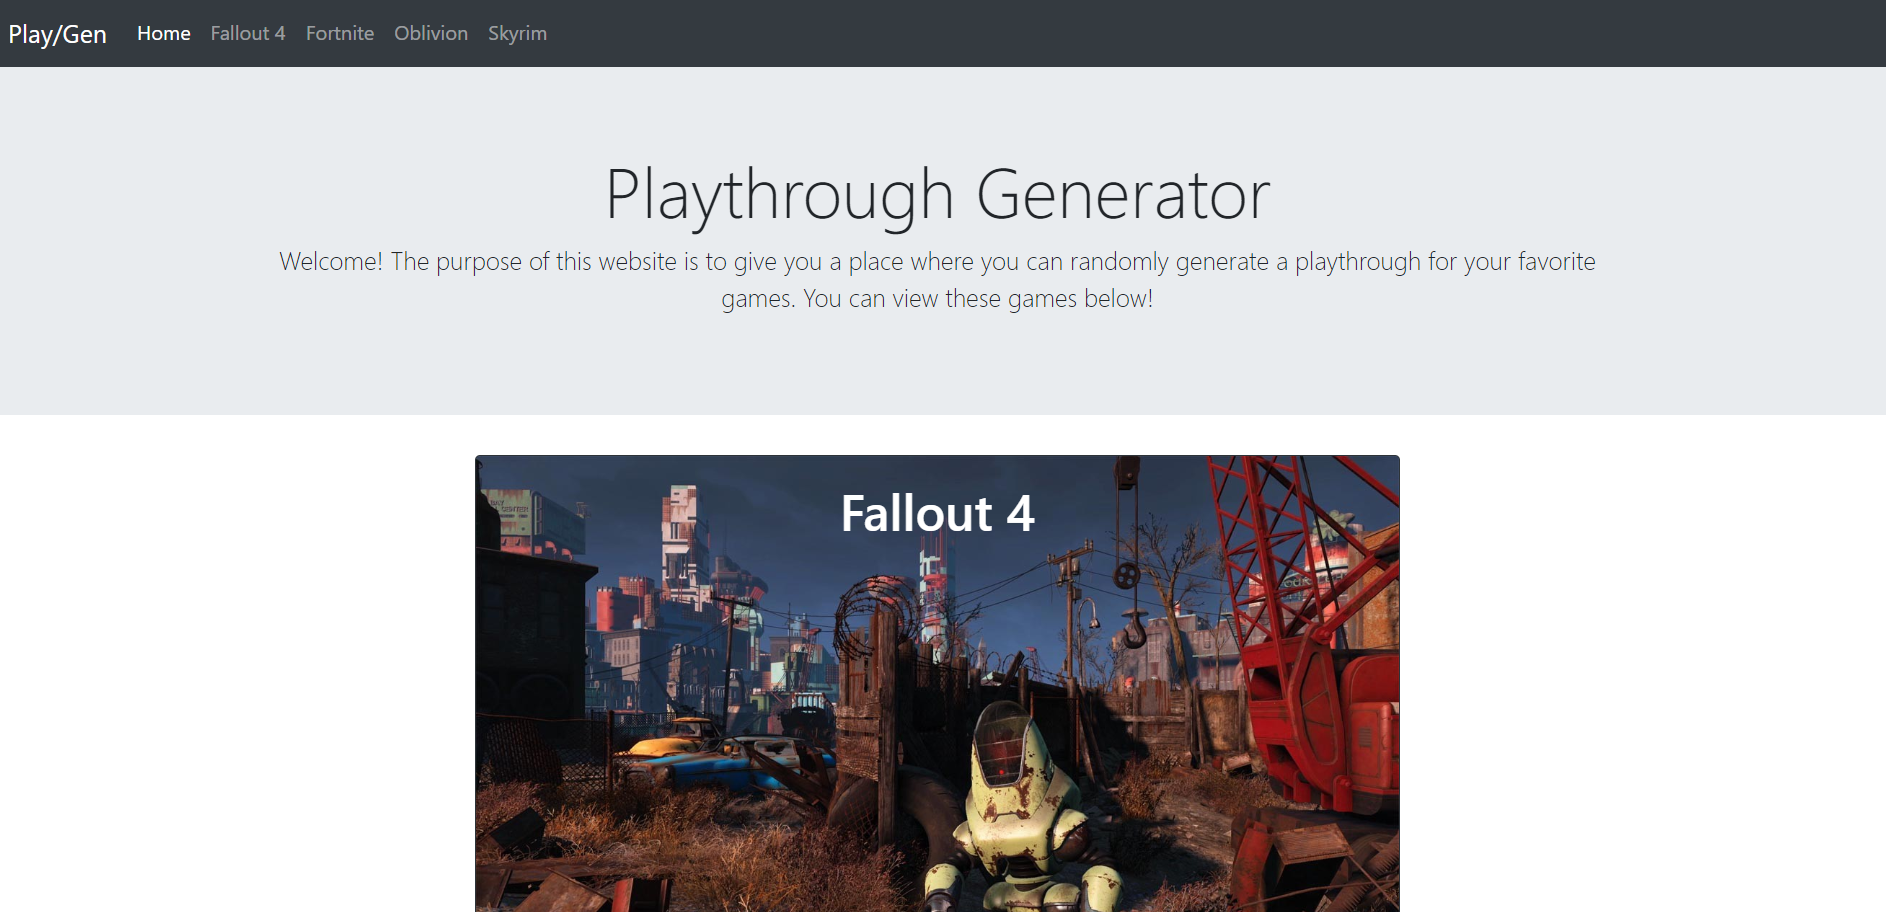 Play/Gen Home Fallout 4 Fortnite Oblivion Skyrim
Playthrough Generator
Welcome! The purpose of this website is to give you a place where you can randomly generate a playthrough for your favorite
games. You can view these games below!
Fallout 4